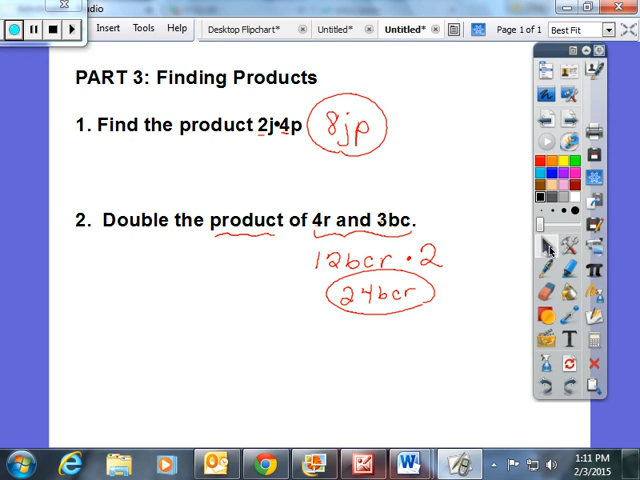 udio
Insert Tools Desktop Flipchart* Untitled* Untitled* Page 1 of 1 Best Fit
PART 3: Finding Products
1. Find the product 2j•4p 8jp
2. Double the product of 4r and 3bc.
12bcr • 2
24bcr
1:11 PM
2/3/2015